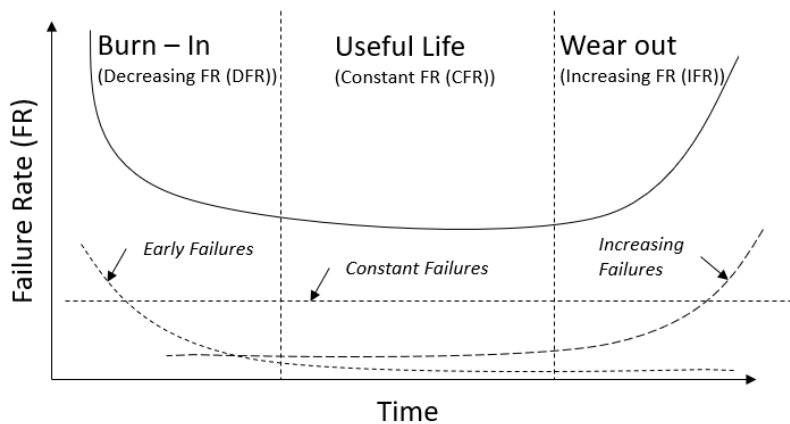 Burn – In
(Decreasing FR (DFR))
Useful Life
(Constant FR (CFR))
Wear out
(Increasing FR (IFR))
Failure Rate (FR)
Early Failures
Constant Failures
Increasing
Failures
Time